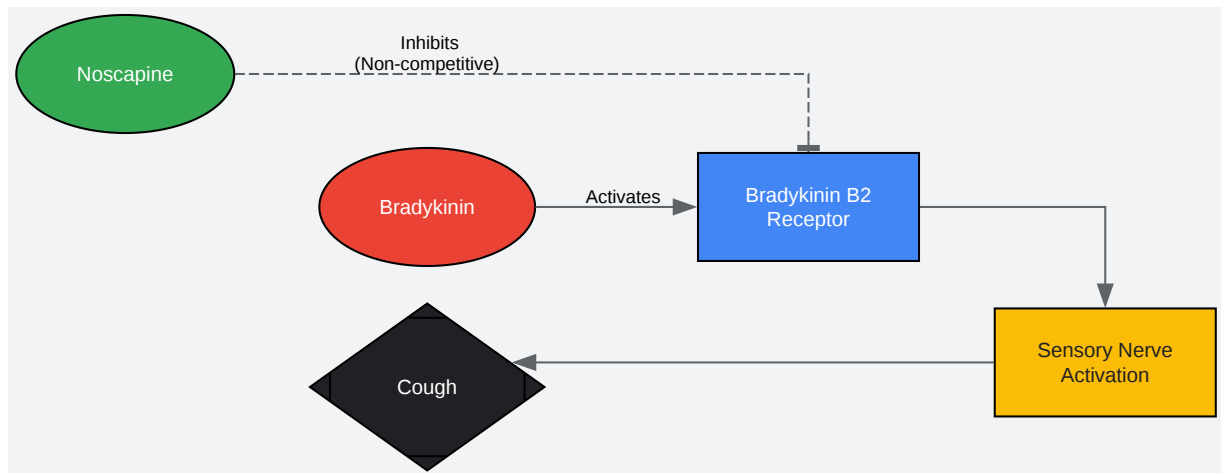 Noscapine
Inhibits
(Non-competitive)
Bradykinin
Activates
Bradykinin B2
Receptor
Sensory Nerve
Activation
Cough